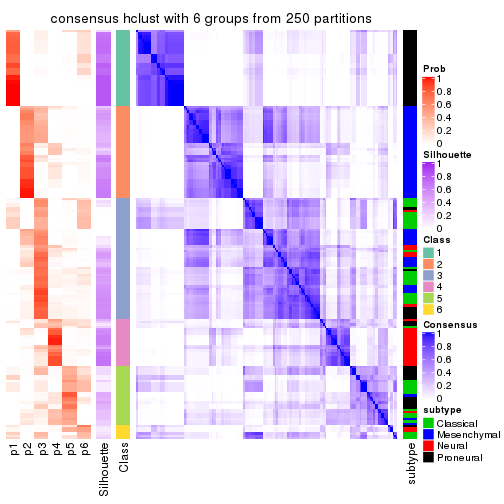 consensus hclust with 6 groups from 250 partitions
Prob
1
0.8
0.6
0.4
0.2
0
Silhouette
1
0.8
0.6
0.4
0.2
0
Class
1
2
3
4
5
6
Consensus
1
0.8
0.6
0.4
0.2
0
subtype
Classical
Mesenchymal
Neural
Proneural
p1
p2
p3
p4
p5
p6
Silhouette
Class
subtype